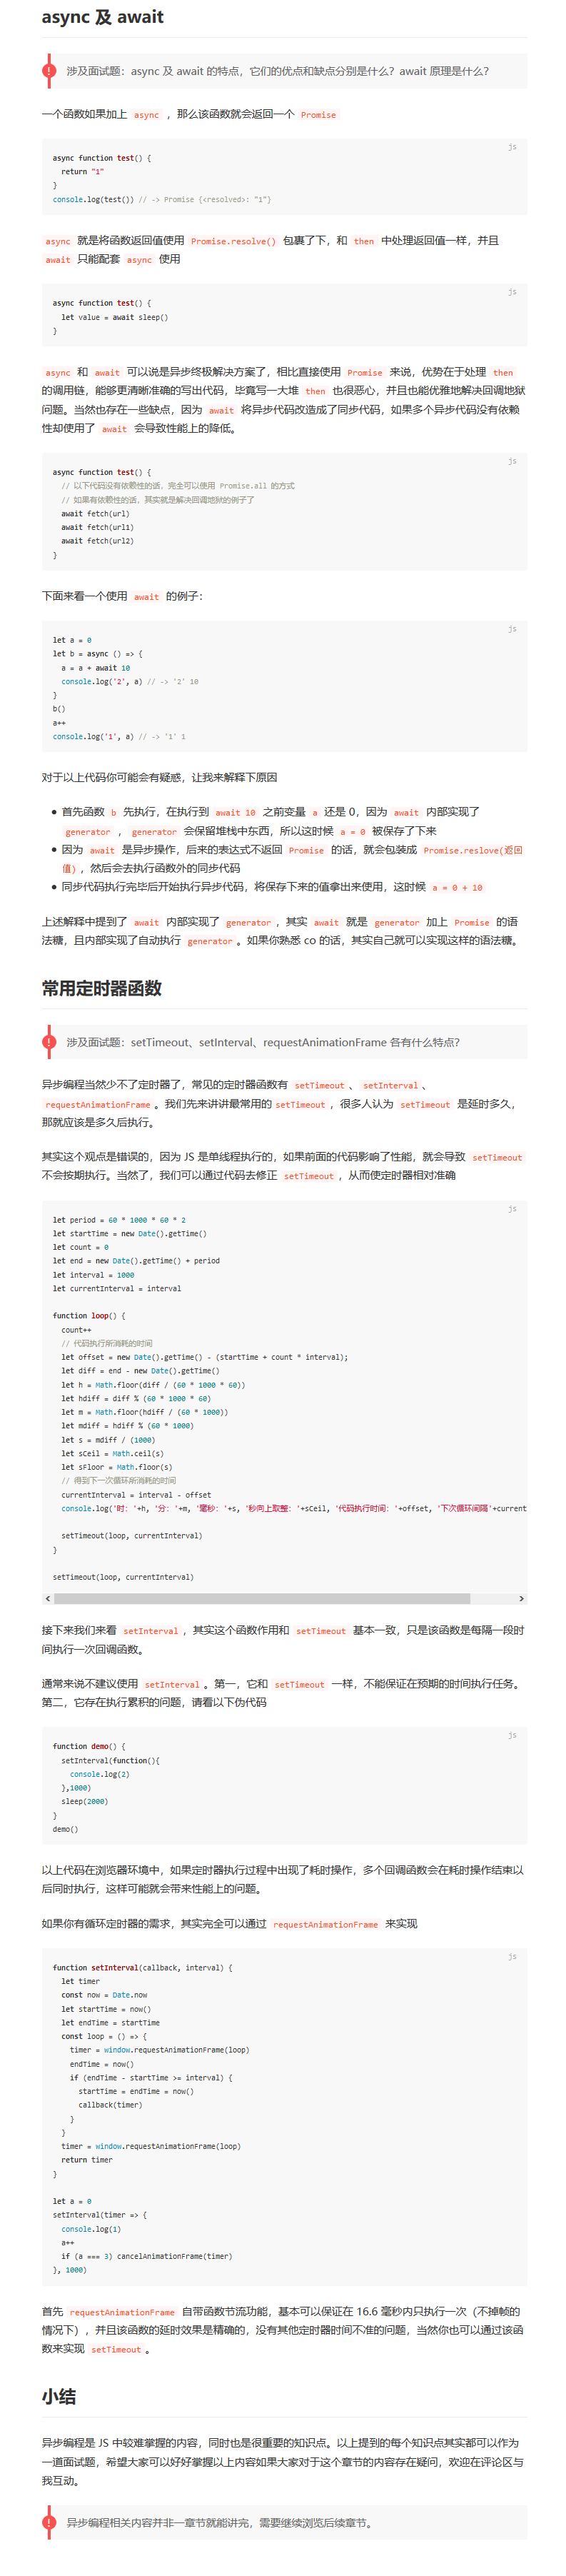 async 及 await
涉及面试题：async 及 await 的特点，它们的优点和缺点分别是什么？await 原理是什么？
一个函数如果加上 async ，那么该函数就会返回一个 Promise
js
async function test() {
  return "1"
}
console.log(test()) // -> Promise {<resolved>: "1"}
async 就是将函数返回值使用 Promise.resolve() 包裹了下，和 then 中处理返回值一样，并且
await 只能配套 async 使用
js
async function test() {
  let value = await sleep()
}
async 和 await 可以说是异步终极解决方案了，相比直接使用 Promise 来说，优势在于处理 then
的调用链，能够更清晰准确的写出代码，毕竟写一大堆 then 也很恶心，并且也能优雅地解决回调地狱
问题。当然也存在一些缺点，因为 await 将异步代码改造成了同步代码，如果多个异步代码没有依赖
性却使用了 await 会导致性能上的降低。
js
async function test() {
  // 以下代码没有依赖性的话，完全可以使用 Promise.all 的方式
  // 如果有依赖性的话，其实就是解决回调地狱的例子了
  await fetch(url)
  await fetch(url1)
  await fetch(url2)
}
下面来看一个使用 await 的例子：
js
let a = 0
let b = async () => {
  a = a + await 10
  console.log('2', a) // -> '2' 10
}
b()
a++
console.log('1', a) // -> '1' 1
对于以上代码你可能会有疑惑，让我来解释下原因
• 首先函数 b 先执行，在执行到 await 10 之前变量 a 还是 0，因为 await 内部实现了
generator ， generator 会保留堆栈中东西，所以这时候 a = 0 被保存了下来
• 因为 await 是异步操作，后来的表达式不返回 Promise 的话，就会包装成 Promise.reslove(返回
值)，然后会去执行函数外的同步代码
• 同步代码执行完毕后开始执行异步代码，将保存下来的值拿出来使用，这时候 a = 0 + 10
上述解释中提到了 await 内部实现了 generator，其实 await 就是 generator 加上 Promise 的语
法糖，且内部实现了自动执行 generator。如果你熟悉 co 的话，其实自己就可以实现这样的语法糖。
常用定时器函数
涉及面试题：setTimeout、setInterval、requestAnimationFrame 各有什么特点？
异步编程当然少不了定时器了，常见的定时器函数有 setTimeout、setInterval、
requestAnimationFrame。我们先来讲讲最常用的setTimeout，很多人认为 setTimeout 是延时多久，
那就应该是多久后执行。
其实这个观点是错误的，因为 JS 是单线程执行的，如果前面的代码影响了性能，就会导致 setTimeout
不会按期执行。当然了，我们可以通过代码去修正 setTimeout，从而使定时器相对准确
js
let period = 60 * 1000 * 60 * 2
let startTime = new Date().getTime()
let count = 0
let end = new Date().getTime() + period
let interval = 1000
let currentInterval = interval
function loop() {
  count++
  // 代码执行所消耗的时间
  let offset = new Date().getTime() - (startTime + count * interval);
  let diff = end - new Date().getTime()
  let h = Math.floor(diff / (60 * 1000 * 60))
  let hdiff = diff % (60 * 1000 * 60)
  let m = Math.floor(hdiff / (60 * 1000))
  let mdiff = hdiff % (60 * 1000)
  let s = mdiff / (1000)
  let sCeil = Math.ceil(s)
  let sFloor = Math.floor(s)
  // 得到下一次循环所消耗的时间
  currentInterval = interval - offset
  console.log('时：'+h, '分：'+m, '毫秒：'+s, '秒向上取整：'+sCeil, '代码执行时间：'+offset, '下次循环间隔'+current
  setTimeout(loop, currentInterval)
}
setTimeout(loop, currentInterval)
接下来我们来看 setInterval，其实这个函数作用和 setTimeout 基本一致，只是该函数是每隔一段时
间执行一次回调函数。
通常来说不建议使用 setInterval。第一，它和 setTimeout 一样，不能保证在预期的时间执行任务。
第二，它存在执行累积的问题，请看以下伪代码
js
function demo() {
  setInterval(function(){
    console.log(2)
  },1000)
  sleep(2000)
}
demo()
以上代码在浏览器环境中，如果定时器执行过程中出现了耗时操作，多个回调函数会在耗时操作结束以
后同时执行，这样可能就会带来性能上的问题。
如果你有循环定时器的需求，其实完全可以通过 requestAnimationFrame 来实现
js
function setInterval(callback, interval) {
  let timer
  const now = Date.now
  let startTime = now()
  let endTime = startTime
  const loop = () => {
    timer = window.requestAnimationFrame(loop)
    endTime = now()
    if (endTime - startTime >= interval) {
      startTime = endTime = now()
      callback(timer)
    }
  }
  timer = window.requestAnimationFrame(loop)
  return timer
}
let a = 0
setInterval(timer => {
  console.log(1)
  a++
  if (a === 3) cancelAnimationFrame(timer)
}, 1000)
首先 requestAnimationFrame 自带函数节流功能，基本可以保证在 16.6 毫秒内只执行一次（不掉帧的
情况下），并且该函数的延时效果是精确的，没有其他定时器时间不准的问题，当然你也可以通过该函
数来实现 setTimeout。
小结
异步编程是 JS 中较难掌握的内容，同时也是很重要的知识点。以上提到的每个知识点其实都可以作为
一道面试题，希望大家可以好好掌握以上内容如果大家对于这个章节的内容存在疑问，欢迎在评论区与
我互动。
异步编程相关内容并非一章节就能讲完，需要继续浏览后续章节。